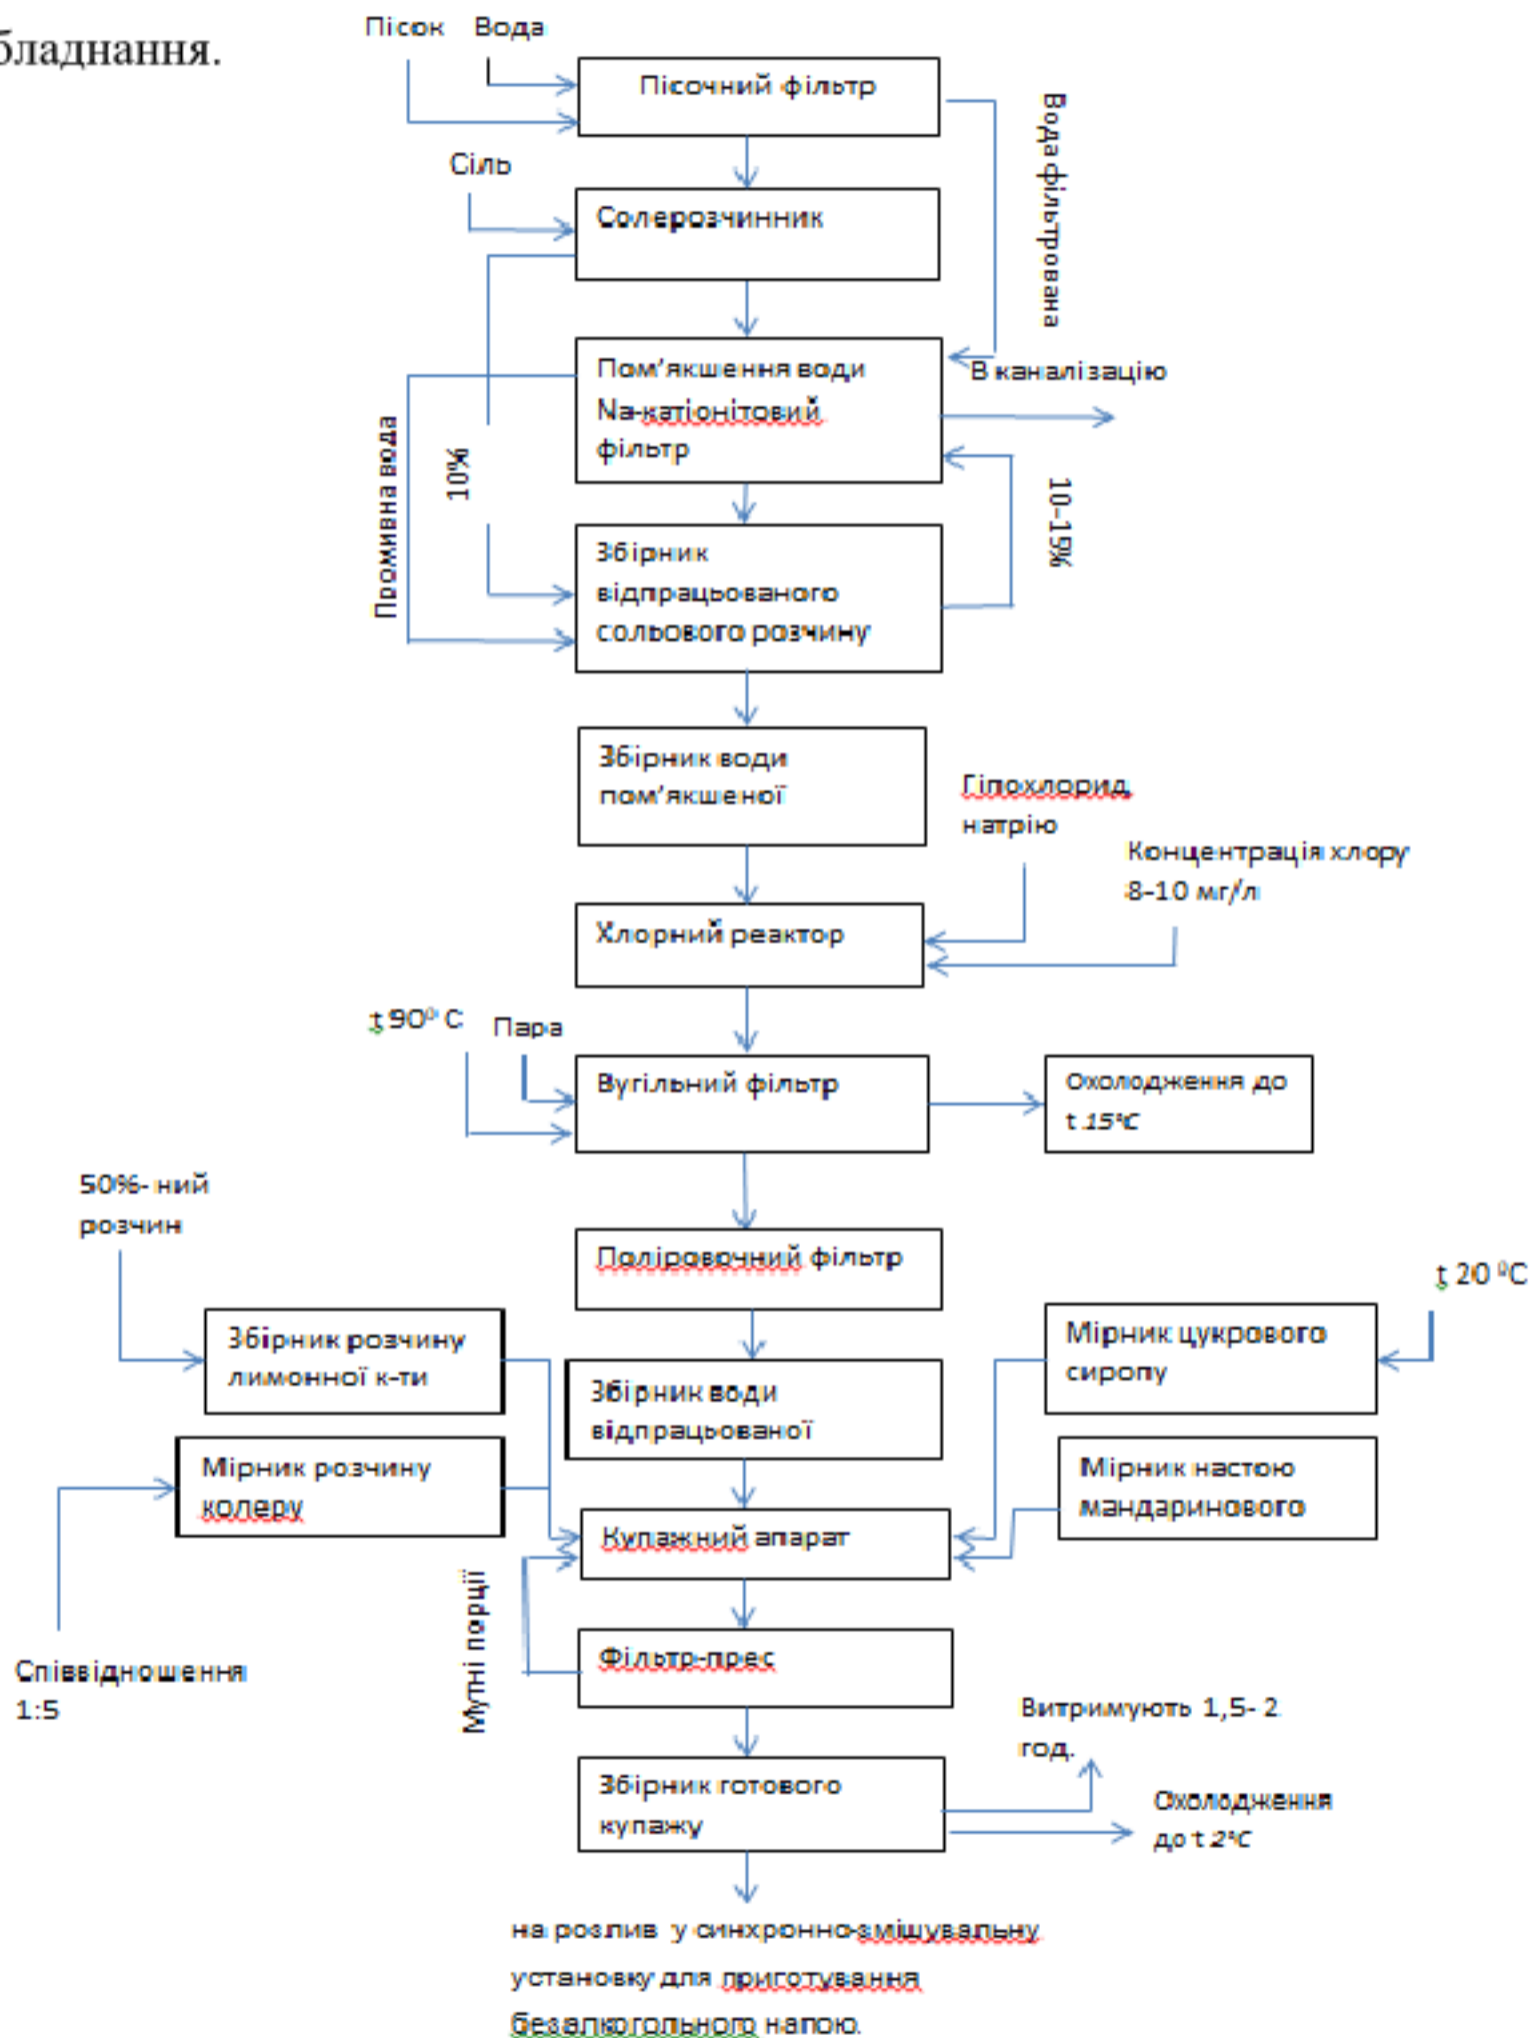 бладнання.
Пісок Вода
Пісочний фільтр
Вода фільтрована
Сіль
Солерозчинник
Пом'якшення води
Na-катіонітовий
фільтр
В каналізацію
Промивна вода
10%
10-15%
Збірник
відпрацьованого
сольового розчину
Збірник води
пом'якшеної
Гіпохлорид
натрію
Концентрація хлору
8-10 мг/л
Хлорний реактор
t 90⁰ С Пара
Вугільний фільтр
Охолодження до
t 15°С
50%- ний
розчин
Поліровочний фільтр
t 20 ⁰С
Збірник розчину
лимонної к-ти
Збірник води
відпрацьованої
Мірник цукрового
сиропу
Мірник розчину
колеру
Мірник настою
мандаринового
Купажний апарат
Мутні порції
Фільтр-прес
Співвідношення
1:5
Витримують 1,5- 2
год.
Збірник готового
купажу
Охолодження
до t 2°С
на розлив у синхронно-змішувальну
установку для приготування
безалкогольного напою.